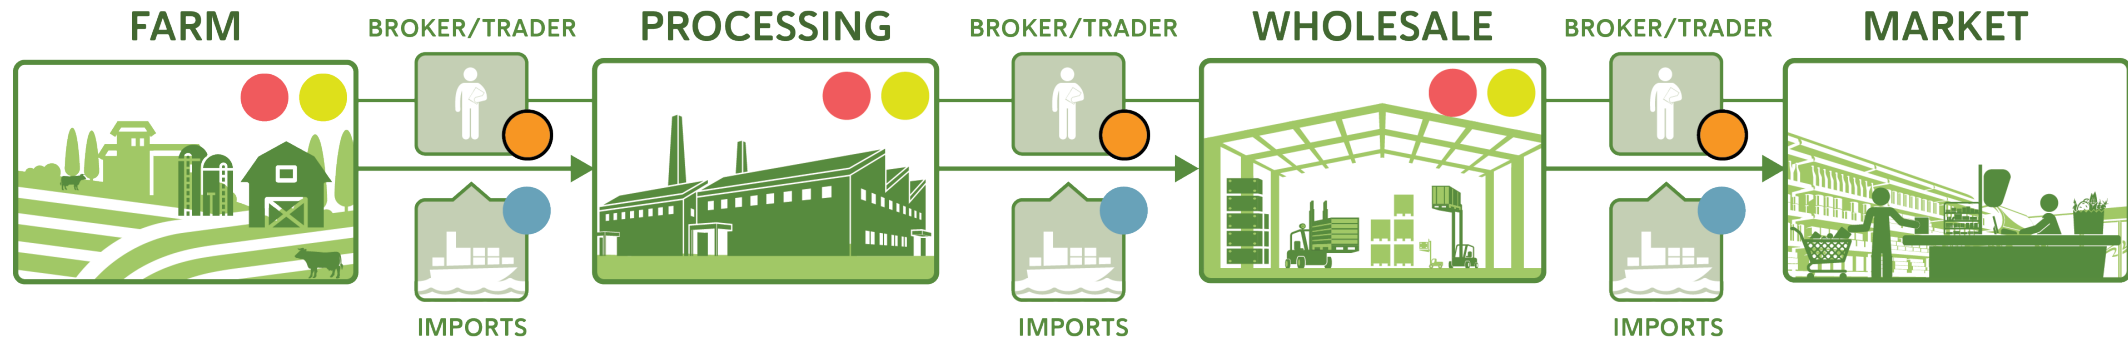 FARM
BROKER/TRADER
PROCESSING
BROKER/TRADER
WHOLESALE
BROKER/TRADER
MARKET
IMPORTS
IMPORTS
IMPORTS